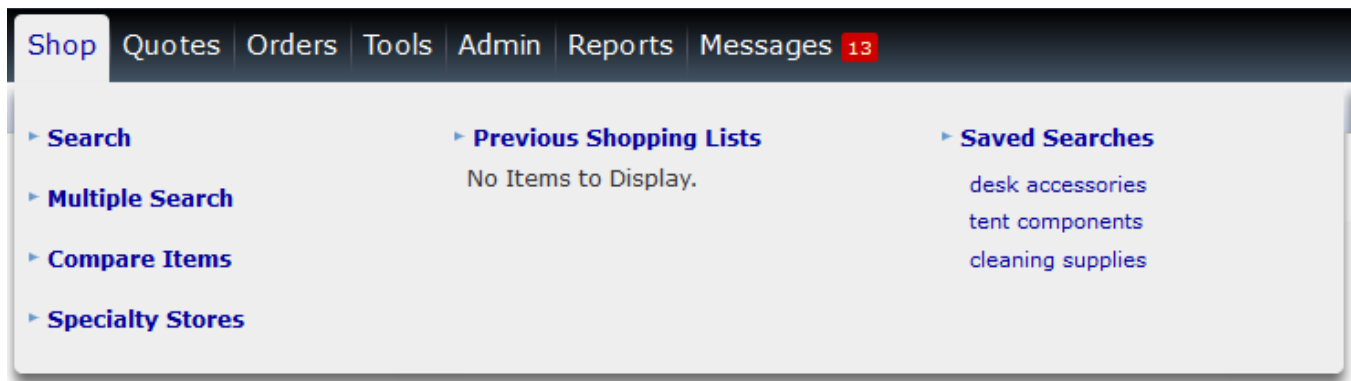 Shop Quotes Orders Tools Admin Reports Messages 13
Search
Multiple Search
Compare Items
Specialty Stores
Previous Shopping Lists
No Items to Display.
Saved Searches
desk accessories
tent components
cleaning supplies